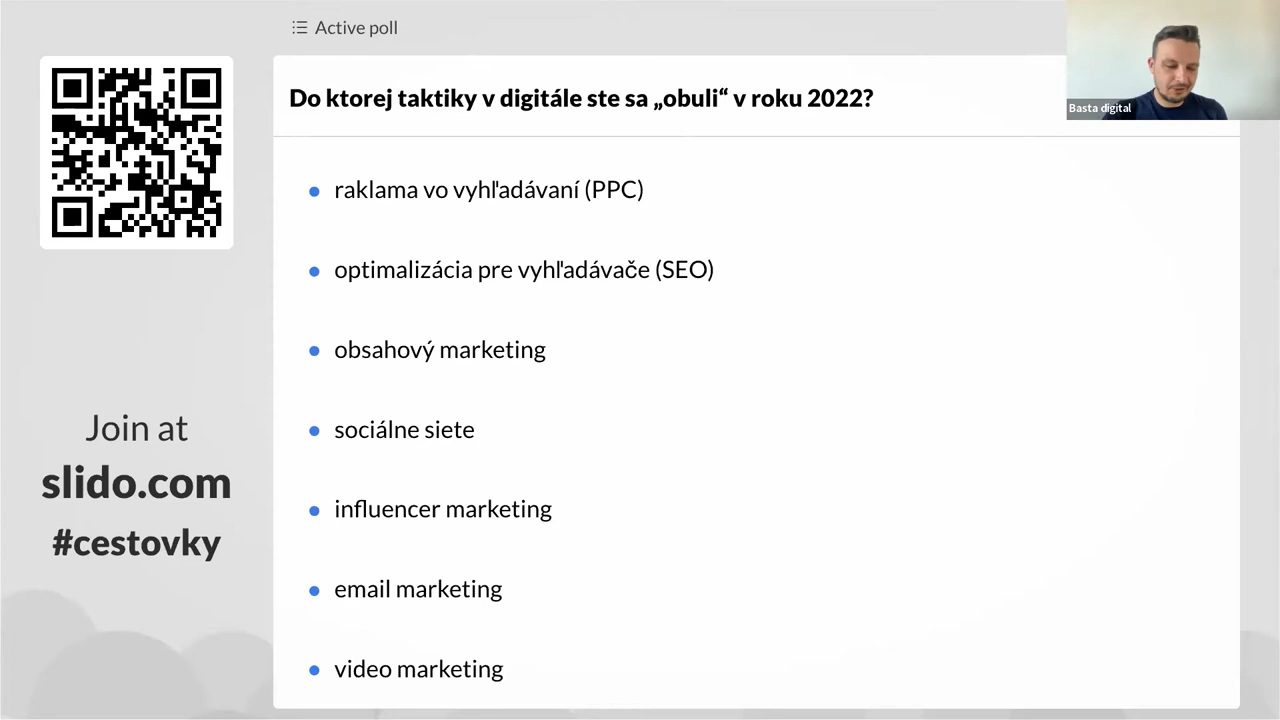 Active poll
Do ktorej taktiky v digitále ste sa „obuli“ v roku 2022?
Basta digital
raklama vo vyhľadávaní (PPC)
optimalizácia pre vyhľadávače (SEO)
obsahový marketing
sociálne siete
influencer marketing
email marketing
video marketing
Join at
slido.com
#cestovky